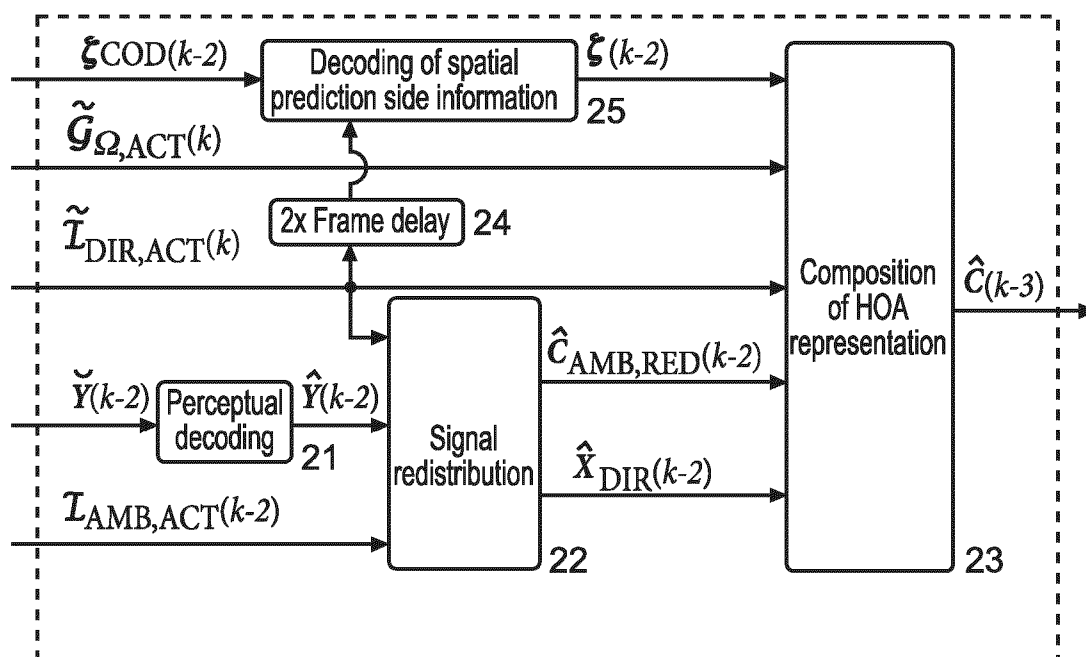 ζCOD(k-2)
Decoding of spatial
prediction side information
ζ(k-2)
25
𝒢̃Ω,ACT(k)
2x Frame delay
24
ℐ̃DIR,ACT(k)
Composition
of HOA
representation
Ĉ(k-3)
ĈAMB,RED(k-2)
Y̆(k-2)
Perceptual
decoding
Ŷ(k-2)
21
Signal
redistribution
X̂DIR(k-2)
ℐAMB,ACT(k-2)
22
23